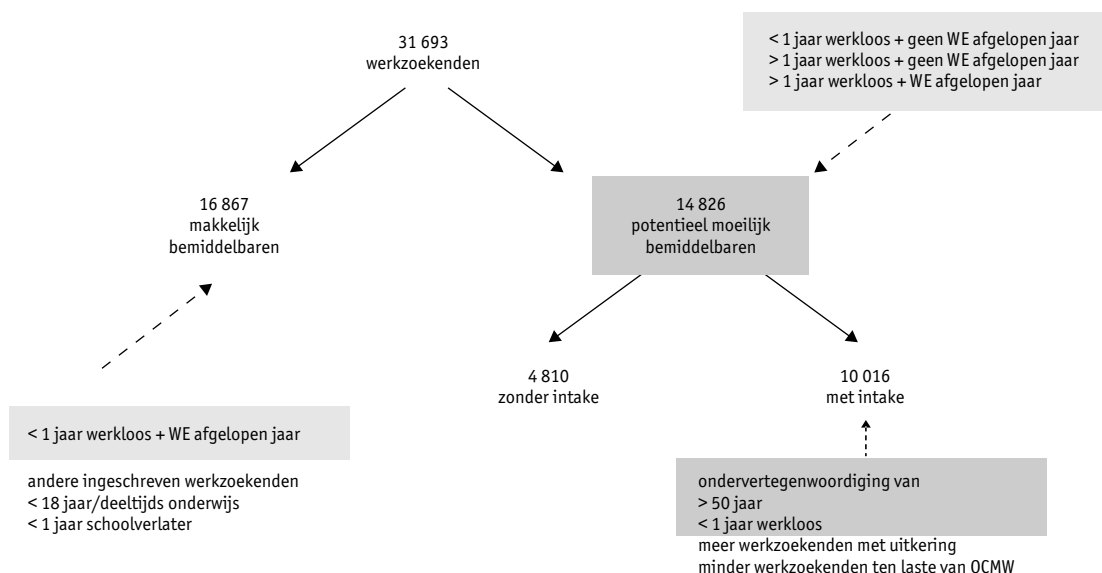 31 693
werkzoekenden
< 1 jaar werkloos + geen WE afgelopen jaar
> 1 jaar werkloos + geen WE afgelopen jaar
> 1 jaar werkloos + WE afgelopen jaar
16 867
makkelijk
bemiddelbaren
14 826
potentieel moeilijk
bemiddelbaren
4 810
zonder intake
10 016
met intake
< 1 jaar werkloos + WE afgelopen jaar
andere ingeschreven werkzoekenden
< 18 jaar/deeltijds onderwijs
< 1 jaar schoolverlater
ondervertegenwoordiging van
> 50 jaar
< 1 jaar werkloos
meer werkzoekenden met uitkering
minder werkzoekenden ten laste van OCMW